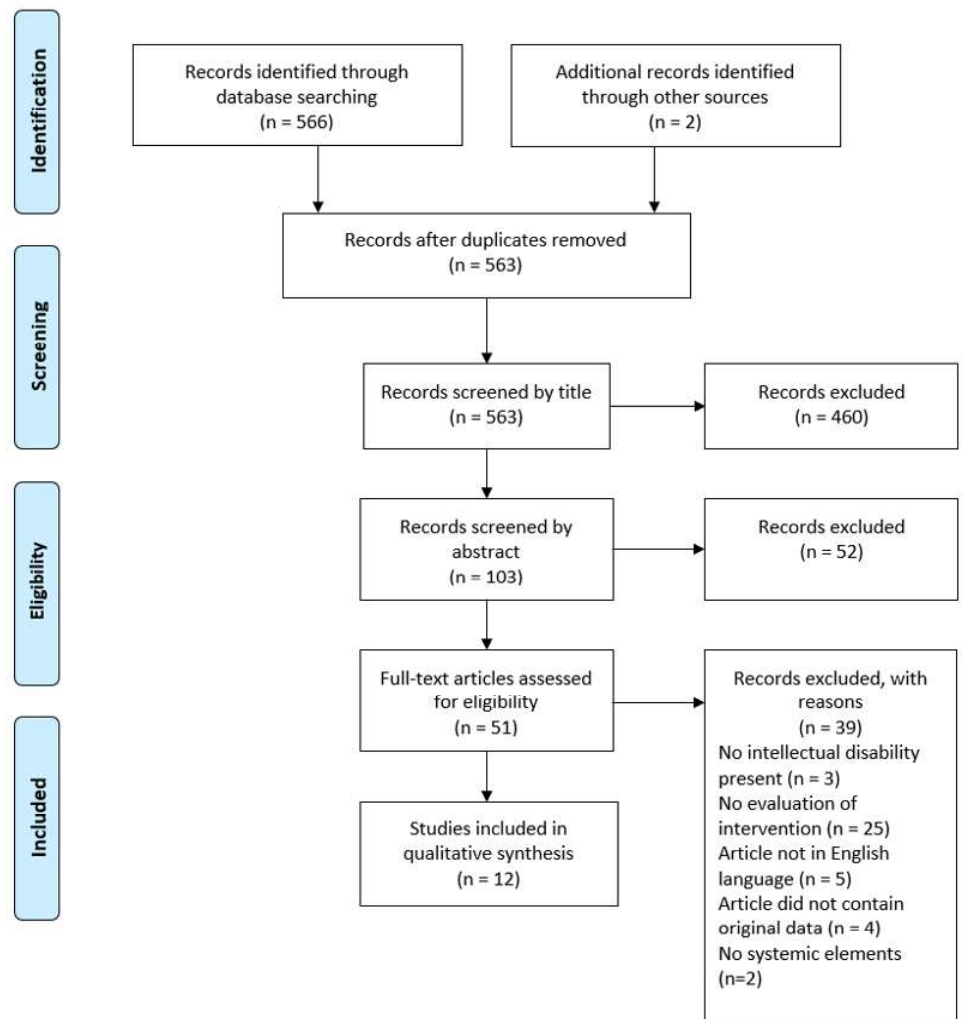 Identification
Records identified through
database searching
(n = 566)
Additional records identified
through other sources
(n = 2)
Records after duplicates removed
(n = 563)
Screening
Records screened by title
(n = 563)
Records excluded
(n = 460)
Eligibility
Records screened by
abstract
(n = 103)
Records excluded
(n = 52)
Full-text articles assessed
for eligibility
(n = 51)
Records excluded, with
reasons
(n = 39)
No intellectual disability
present (n = 3)
No evaluation of
intervention (n = 25)
Article not in English
language (n = 5)
Article did not contain
original data (n = 4)
No systemic elements
(n=2)
Included
Studies included in
qualitative synthesis
(n = 12)